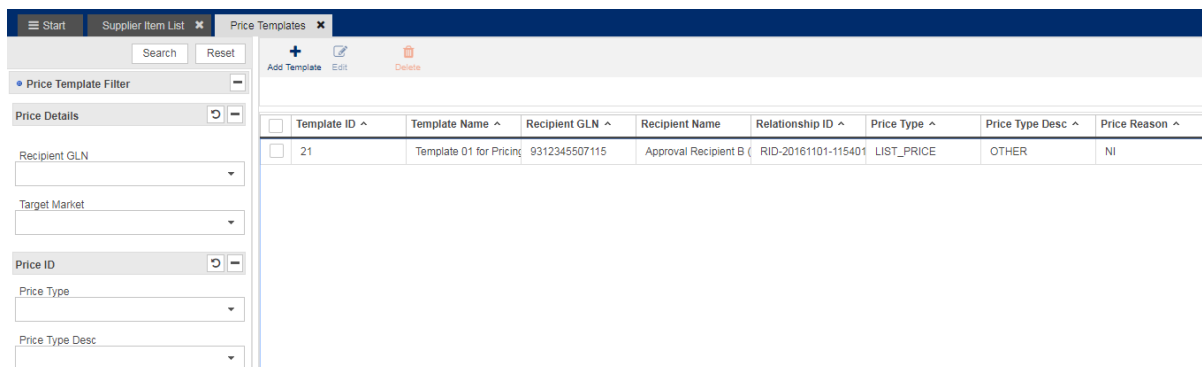 Start
Supplier Item List
Price Templates
Search
Reset
Add Template
Edit
Delete
Price Template Filter
Price Details
Recipient GLN
Target Market
Price ID
Price Type
Price Type Desc
Template ID Template Name Recipient GLN Recipient Name Relationship ID Price Type Price Type Desc Price Reason
21 Template 01 for Pricing 9312345507115 Approval Recipient B ( RID-20161101-115401 LIST_PRICE OTHER NI